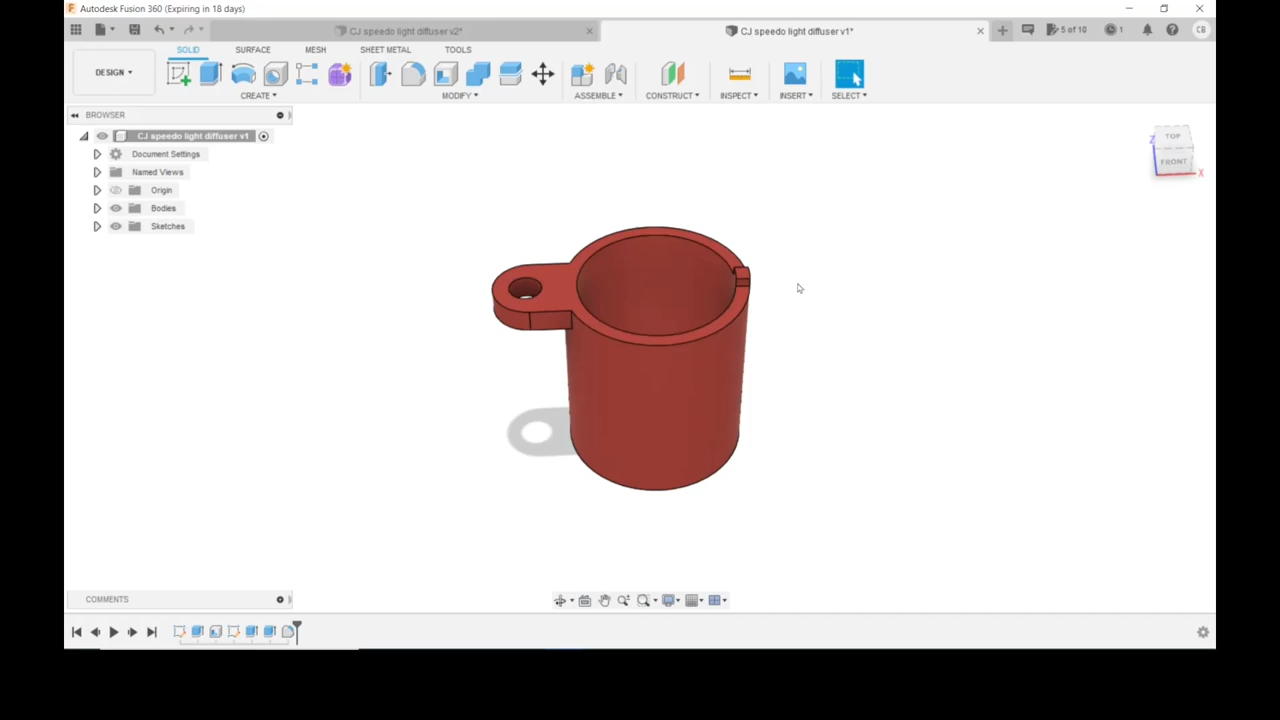 Autodesk Fusion 360 (Expiring in 18 days)
CJ speedo light diffuser v2*
CJ speedo light diffuser v1*
5 of 10
1
CB
SOLID
SURFACE
MESH
SHEET METAL
TOOLS
DESIGN
CREATE
MODIFY
ASSEMBLE
CONSTRUCT
INSPECT
INSERT
SELECT
BROWSER
CJ speedo light diffuser v1
Document Settings
Named Views
Origin
Bodies
Sketches
TOP
FRONT
Z
X
COMMENTS